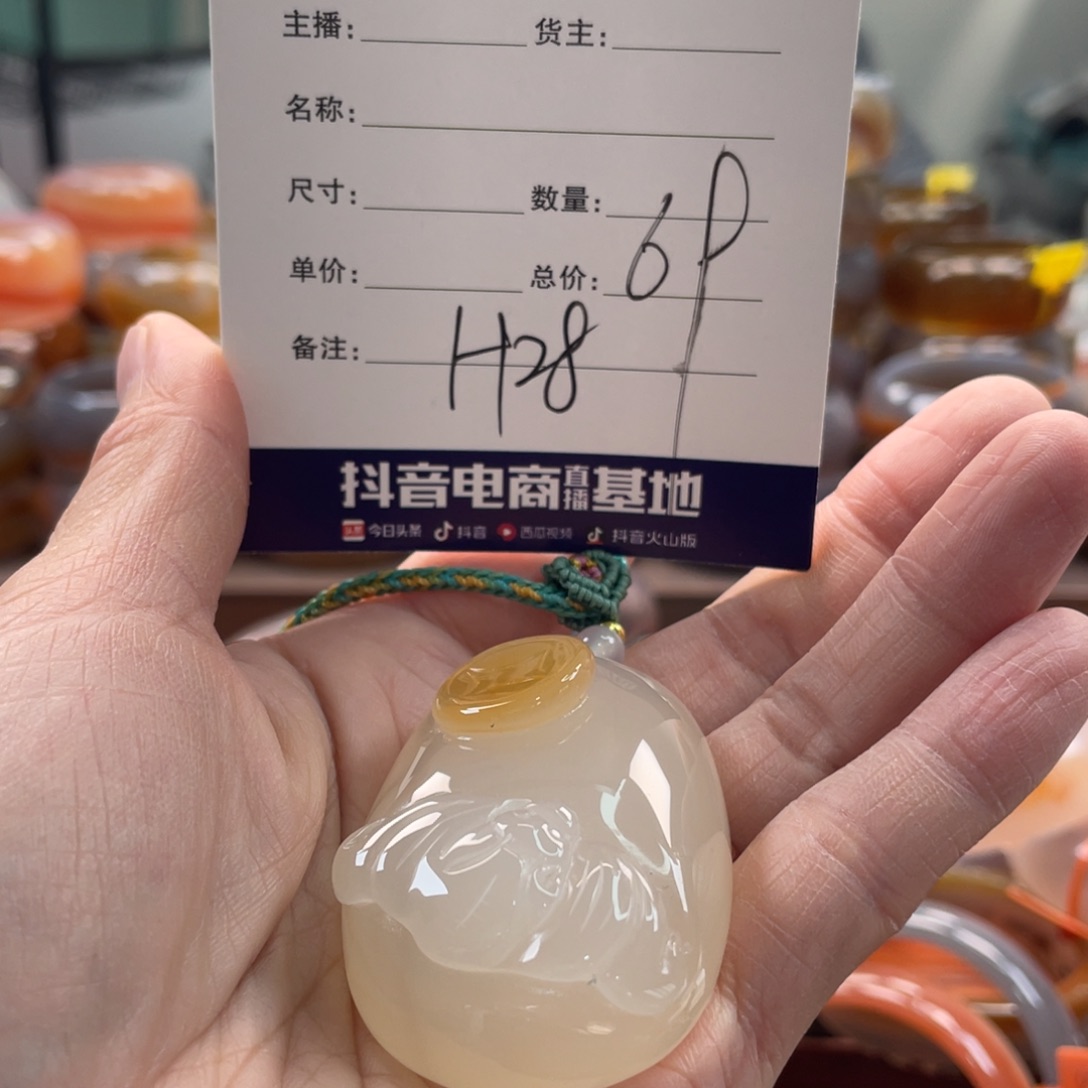 主播: 货主:
名称:
尺寸: 数量:
6P
单价: 总价:
备注: H28
抖音电商直播基地
头条 今日头条 抖音 西瓜视频 抖音火山版